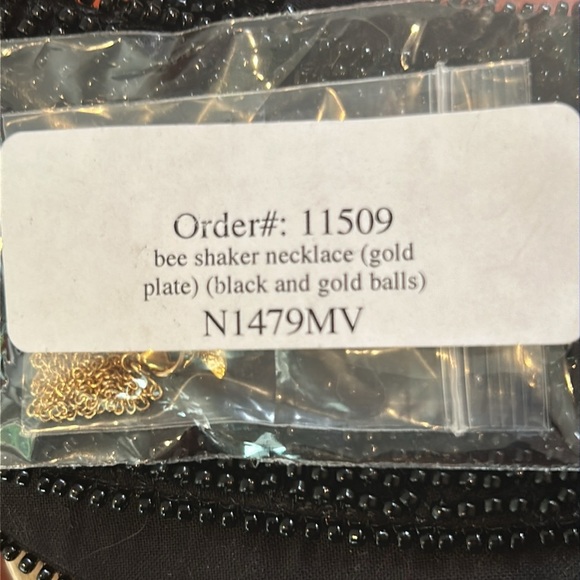 Order#: 11509
bee shaker necklace (gold
plate) (black and gold balls)
N1479MV